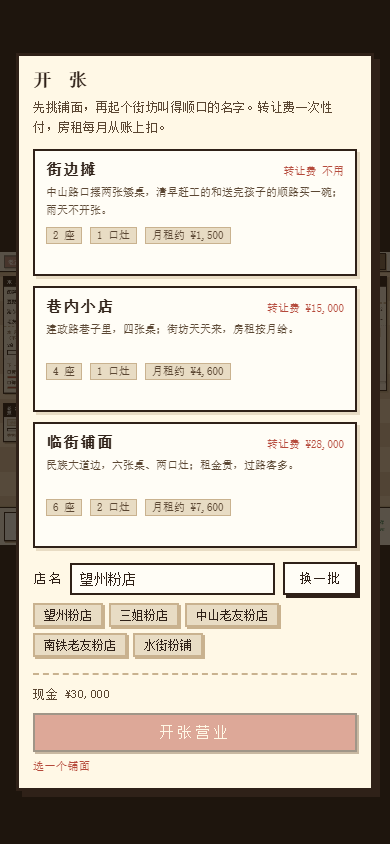 开 张
先挑铺面，再起个街坊叫得顺口的名字。转让费一次性
付，房租每月从账上扣。
街边摊 转让费 不用
中山路口摆两张矮桌，清早赶工的和送完孩子的顺路买一碗；
雨天不开张。
2 座 1 口灶 月租约 ¥1,500
巷内小店 转让费 ¥15,000
建政路巷子里，四张桌；街坊天天来，房租按月给。
4 座 1 口灶 月租约 ¥4,600
临街铺面 转让费 ¥28,000
民族大道边，六张桌、两口灶；租金贵，过路客多。
6 座 2 口灶 月租约 ¥7,600
店名 望州粉店 换一批
望州粉店 三姐粉店 中山老友粉店
南铁老友粉店 水街粉铺
现金 ¥30,000
开张营业
选一个铺面